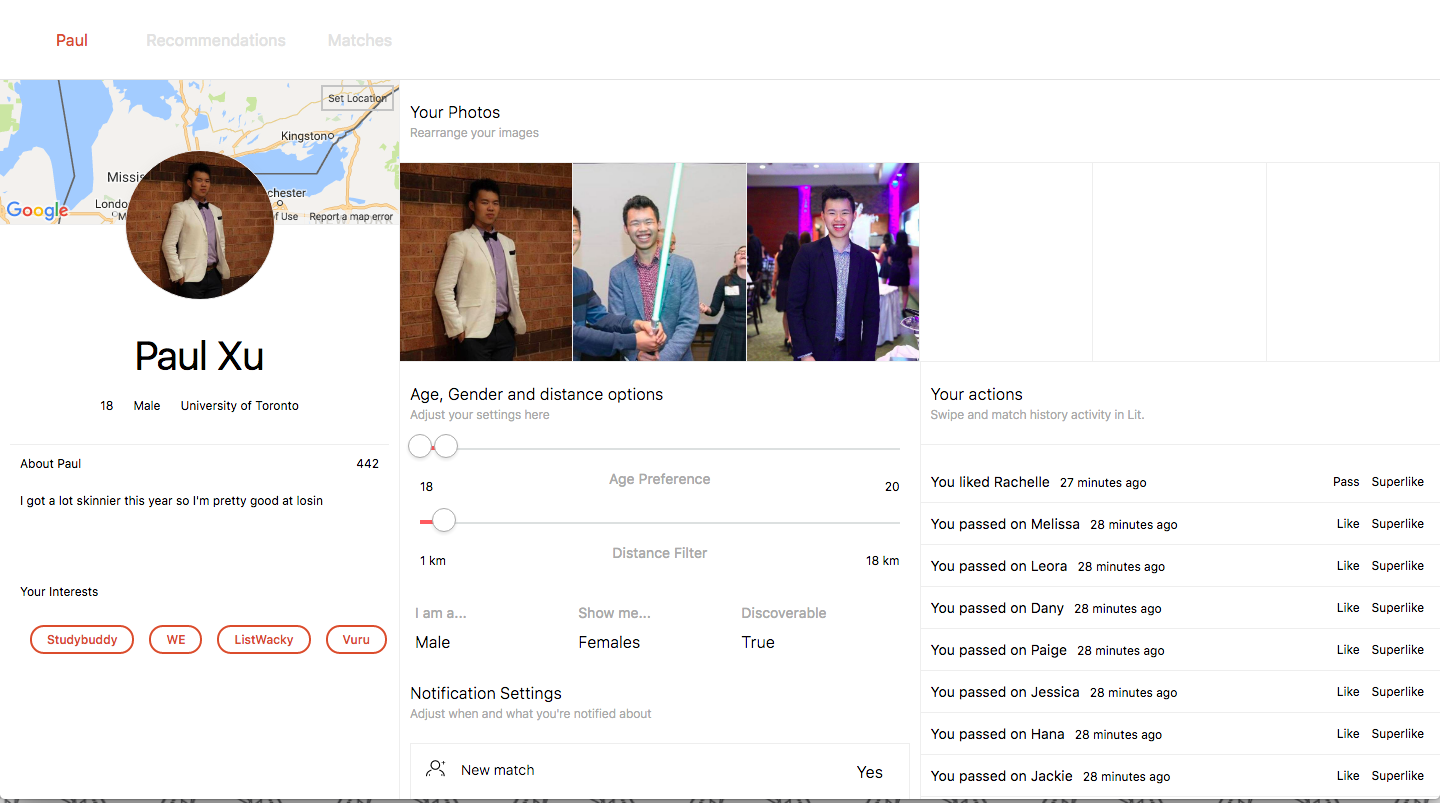 Paul Recommendations Matches
Set Location
Kingston
Missis
chester
London
Google
of Use Report a map error
Paul Xu
18 Male University of Toronto
About Paul 442
I got a lot skinnier this year so I'm pretty good at losin
Your Interests
Studybuddy WE ListWacky Vuru
Your Photos
Rearrange your images
Age, Gender and distance options
Adjust your settings here
Age Preference
18 20
Distance Filter
1 km 18 km
I am a... Show me... Discoverable
Male Females True
Notification Settings
Adjust when and what you're notified about
New match Yes
Your actions
Swipe and match history activity in Lit.
You liked Rachelle 27 minutes ago Pass Superlike
You passed on Melissa 28 minutes ago Like Superlike
You passed on Leora 28 minutes ago Like Superlike
You passed on Dany 28 minutes ago Like Superlike
You passed on Paige 28 minutes ago Like Superlike
You passed on Jessica 28 minutes ago Like Superlike
You passed on Hana 28 minutes ago Like Superlike
You passed on Jackie 28 minutes ago Like Superlike